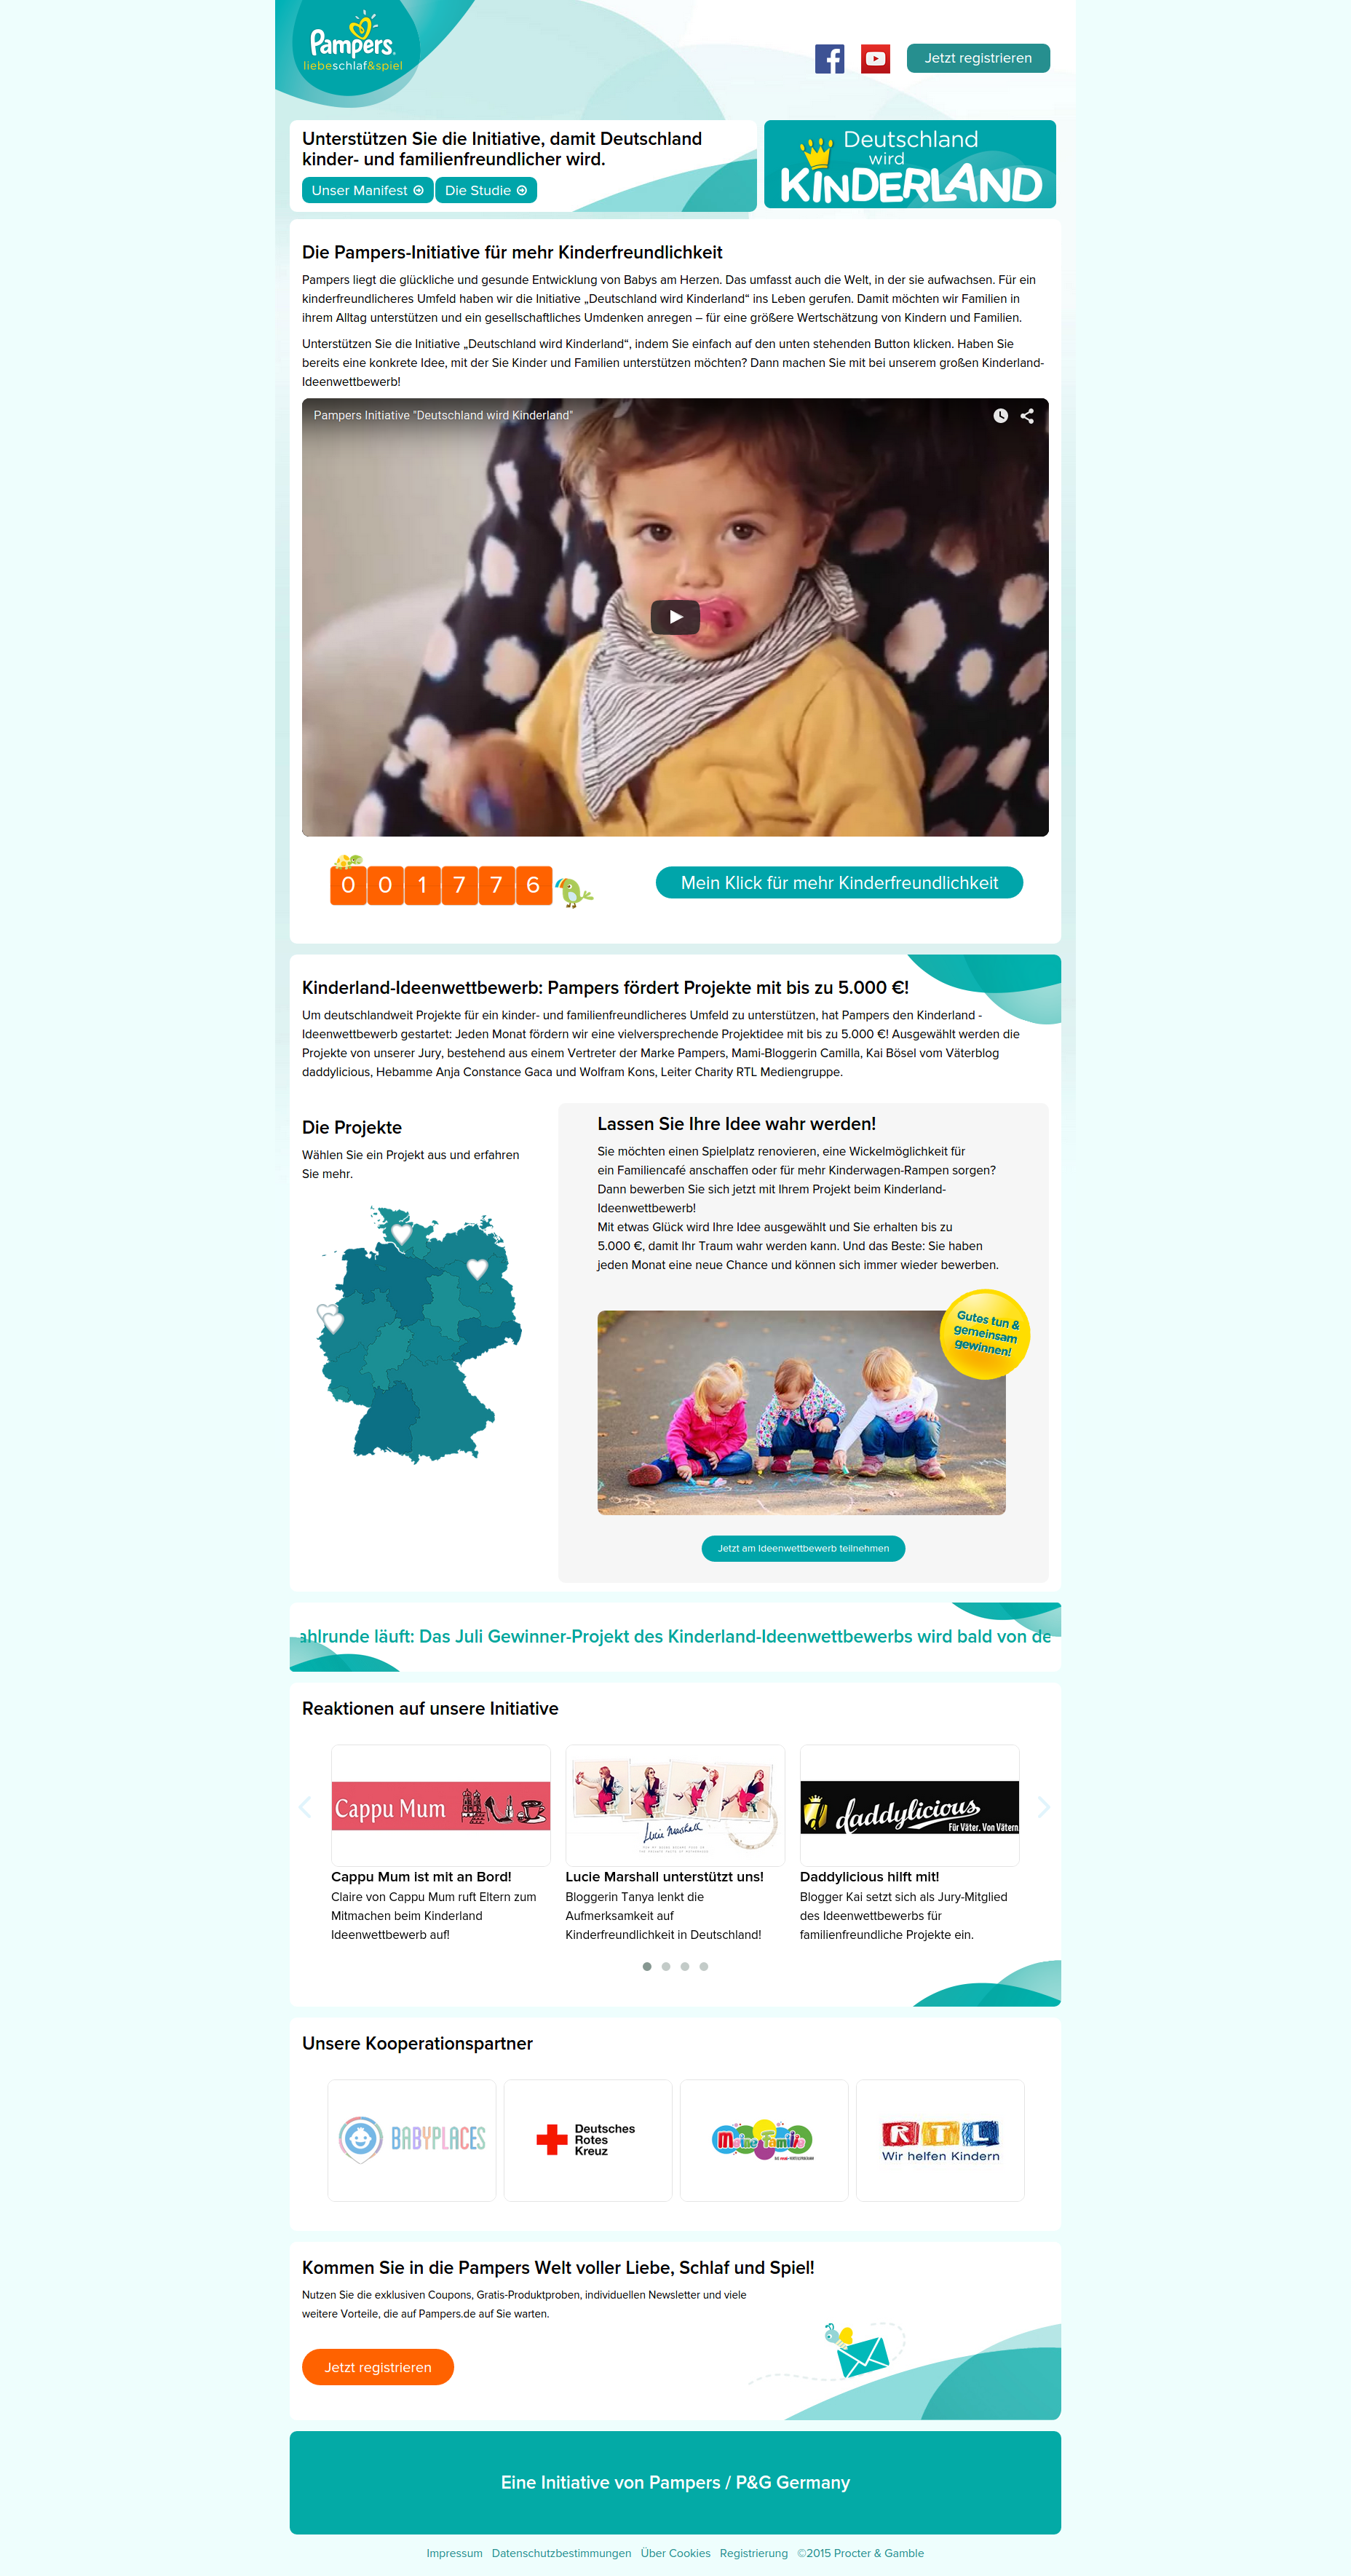 Pampers.
liebeschlaf&spiel
Jetzt registrieren
Unterstützen Sie die Initiative, damit Deutschland
kinder- und familienfreundlicher wird.
Unser Manifest
Die Studie
Deutschland
wird
KINDERLAND
Die Pampers-Initiative für mehr Kinderfreundlichkeit
Pampers liegt die glückliche und gesunde Entwicklung von Babys am Herzen. Das umfasst auch die Welt, in der sie aufwachsen. Für ein
kinderfreundlicheres Umfeld haben wir die Initiative „Deutschland wird Kinderland“ ins Leben gerufen. Damit möchten wir Familien in
ihrem Alltag unterstützen und ein gesellschaftliches Umdenken anregen – für eine größere Wertschätzung von Kindern und Familien.
Unterstützen Sie die Initiative „Deutschland wird Kinderland“, indem Sie einfach auf den unten stehenden Button klicken. Haben Sie
bereits eine konkrete Idee, mit der Sie Kinder und Familien unterstützen möchten? Dann machen Sie mit bei unserem großen Kinderland-
Ideenwettbewerb!
Pampers Initiative "Deutschland wird Kinderland"
0 0 1 7 7 6
Mein Klick für mehr Kinderfreundlichkeit
Kinderland-Ideenwettbewerb: Pampers fördert Projekte mit bis zu 5.000 €!
Um deutschlandweit Projekte für ein kinder- und familienfreundlicheres Umfeld zu unterstützen, hat Pampers den Kinderland -
Ideenwettbewerb gestartet: Jeden Monat fördern wir eine vielversprechende Projektidee mit bis zu 5.000 €! Ausgewählt werden die
Projekte von unserer Jury, bestehend aus einem Vertreter der Marke Pampers, Mami-Bloggerin Camilla, Kai Bösel vom Väterblog
daddylicious, Hebamme Anja Constance Gaca und Wolfram Kons, Leiter Charity RTL Mediengruppe.
Die Projekte
Wählen Sie ein Projekt aus und erfahren
Sie mehr.
Lassen Sie Ihre Idee wahr werden!
Sie möchten einen Spielplatz renovieren, eine Wickelmöglichkeit für
ein Familiencafé anschaffen oder für mehr Kinderwagen-Rampen sorgen?
Dann bewerben Sie sich jetzt mit Ihrem Projekt beim Kinderland-
Ideenwettbewerb!
Mit etwas Glück wird Ihre Idee ausgewählt und Sie erhalten bis zu
5.000 €, damit Ihr Traum wahr werden kann. Und das Beste: Sie haben
jeden Monat eine neue Chance und können sich immer wieder bewerben.
Gutes tun &
gemeinsam
gewinnen!
Jetzt am Ideenwettbewerb teilnehmen
ahlrunde läuft: Das Juli Gewinner-Projekt des Kinderland-Ideenwettbewerbs wird bald von de
Reaktionen auf unsere Initiative
Cappu Mum
Lucie Marshall
daddylicious
Für Väter. Von Vätern
Cappu Mum ist mit an Bord!
Claire von Cappu Mum ruft Eltern zum
Mitmachen beim Kinderland
Ideenwettbewerb auf!
Lucie Marshall unterstützt uns!
Bloggerin Tanya lenkt die
Aufmerksamkeit auf
Kinderfreundlichkeit in Deutschland!
Daddylicious hilft mit!
Blogger Kai setzt sich als Jury-Mitglied
des Ideenwettbewerbs für
familienfreundliche Projekte ein.
Unsere Kooperationspartner
BABYPLACES
Deutsches
Rotes
Kreuz
Meine Familie
RTL
Wir helfen Kindern
Kommen Sie in die Pampers Welt voller Liebe, Schlaf und Spiel!
Nutzen Sie die exklusiven Coupons, Gratis-Produktproben, individuellen Newsletter und viele
weitere Vorteile, die auf Pampers.de auf Sie warten.
Jetzt registrieren
Eine Initiative von Pampers / P&G Germany
Impressum Datenschutzbestimmungen Über Cookies Registrierung ©2015 Procter & Gamble